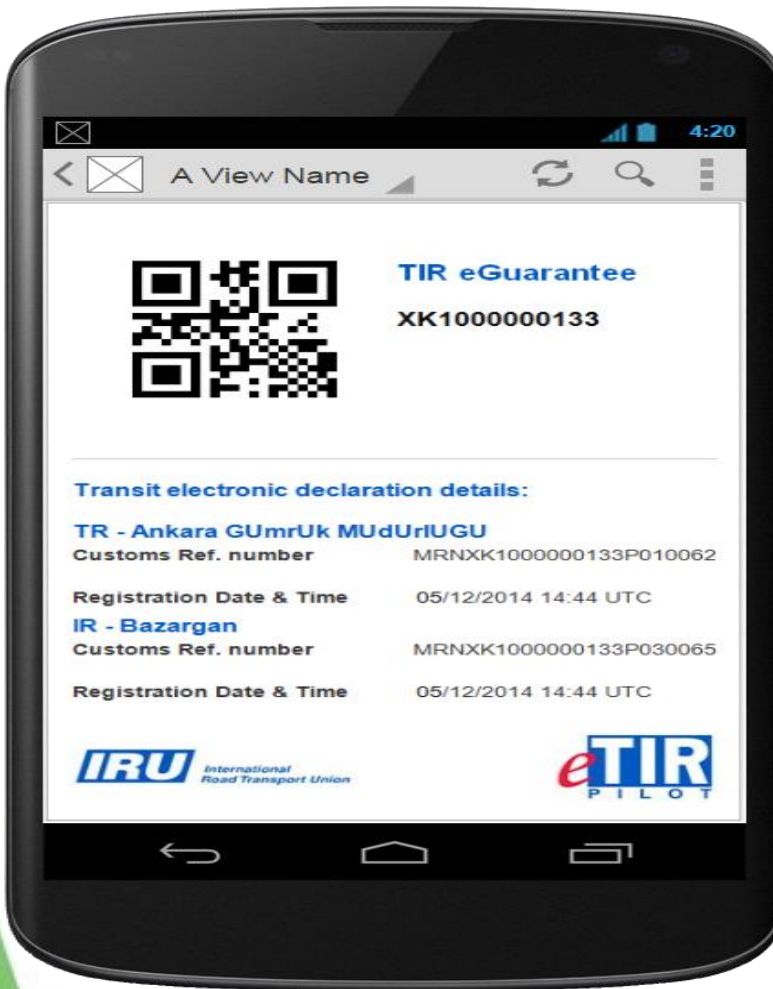 4:20
A View Name
TIR eGuarantee
XK1000000133
Transit electronic declaration details:
TR - Ankara GUmrUk MUdUrlUGU
Customs Ref. number MRNXK1000000133P010062
Registration Date & Time 05/12/2014 14:44 UTC
IR - Bazargan
Customs Ref. number MRNXK1000000133P030065
Registration Date & Time 05/12/2014 14:44 UTC
IRU International
Road Transport Union
eTIR
PILOT